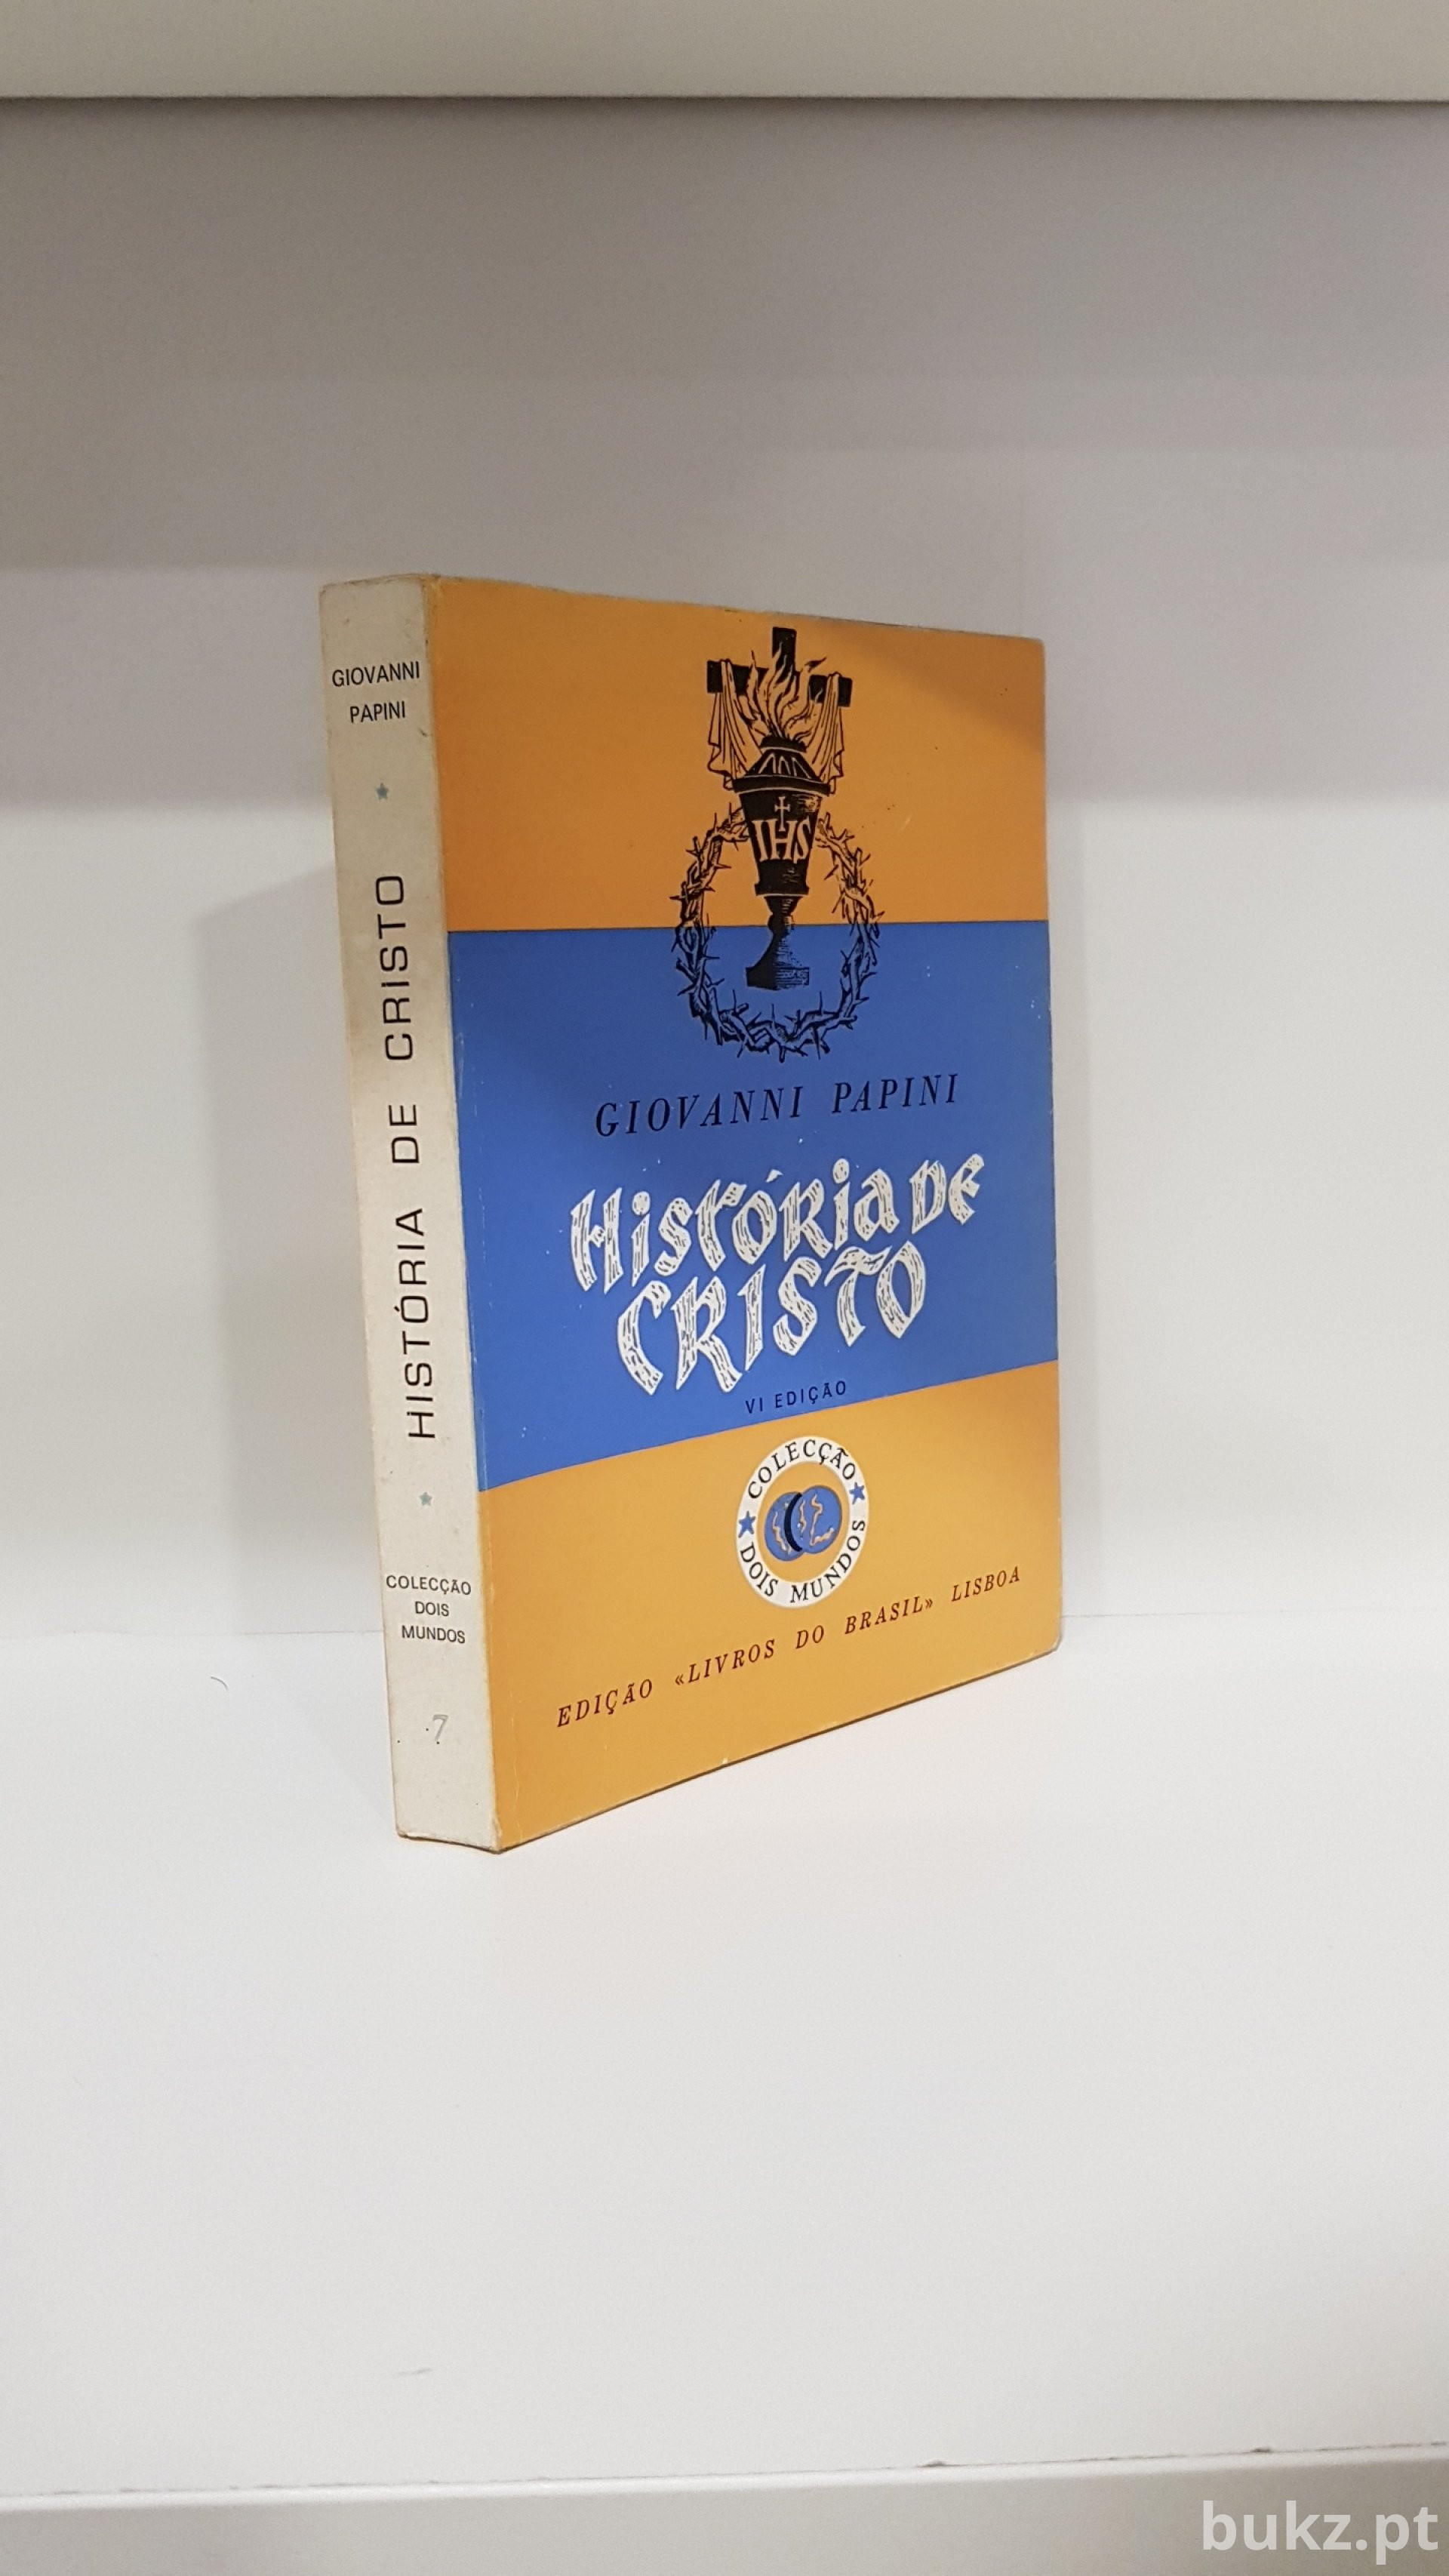 GIOVANNI
PAPINI
HISTÓRIA DE CRISTO
COLECÇÃO
DOIS
MUNDOS
7
IHS
GIOVANNI PAPINI
HISTÓRIA DE
CRISTO
VI EDIÇÃO
COLECÇÃO
DOIS MUNDOS
EDIÇÃO «LIVROS DO BRASIL» LISBOA
bukz.pt